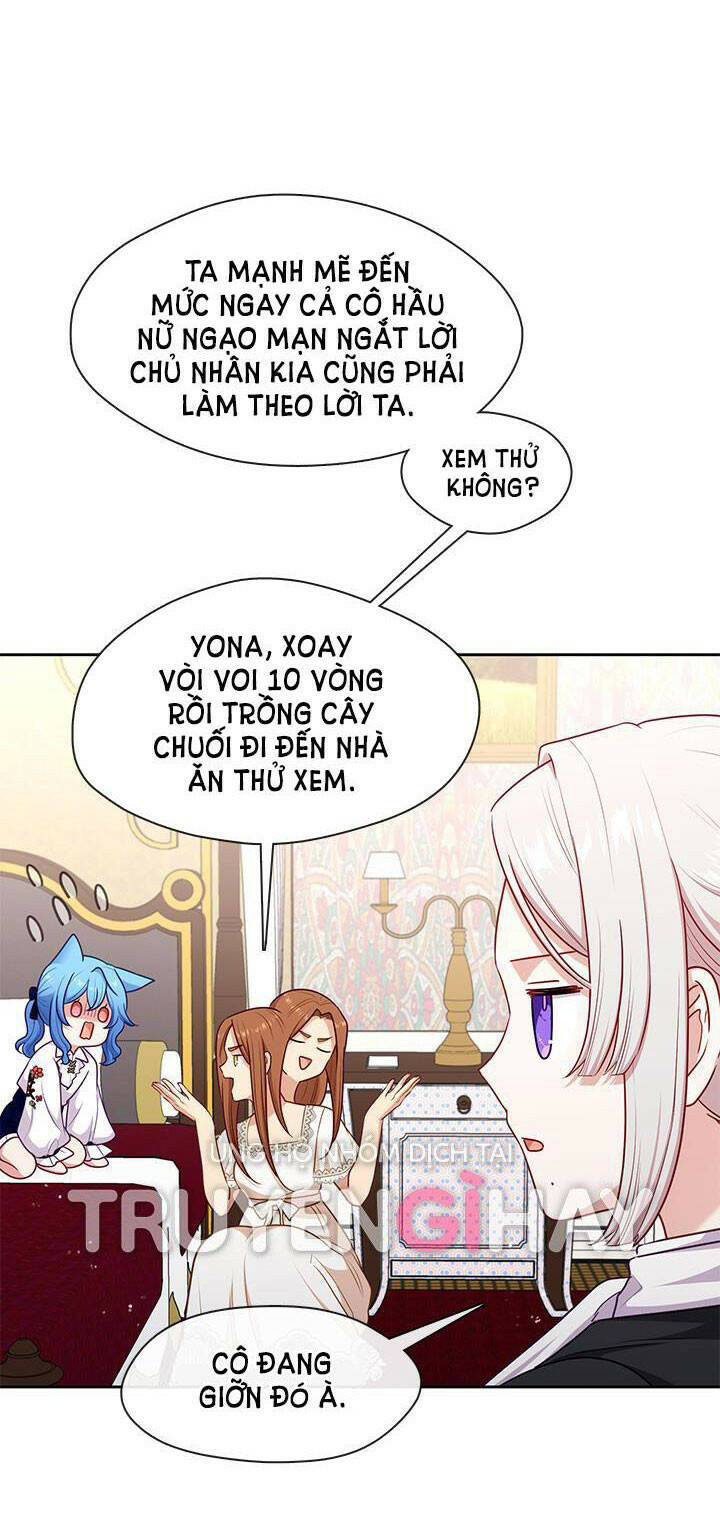 TA MẠNH MẼ ĐẾN
MỨC NGAY CẢ CÔ HẦU
NỮ NGẠO MẠN NGẮT LỜI
CHỦ NHÂN KIA CŨNG PHẢI
LÀM THEO LỜI TA.
XEM THỬ
KHÔNG?
YONA, XOAY
VÒI VOI 10 VÒNG
RỒI TRỒNG CÂY
CHUỐI ĐI ĐẾN NHÀ
ĂN THỬ XEM.
ỦNG HỘ NHÓM DỊCH TẠI
TRUYENGÌHAY
CÔ ĐANG
GIỠN ĐÓ À.